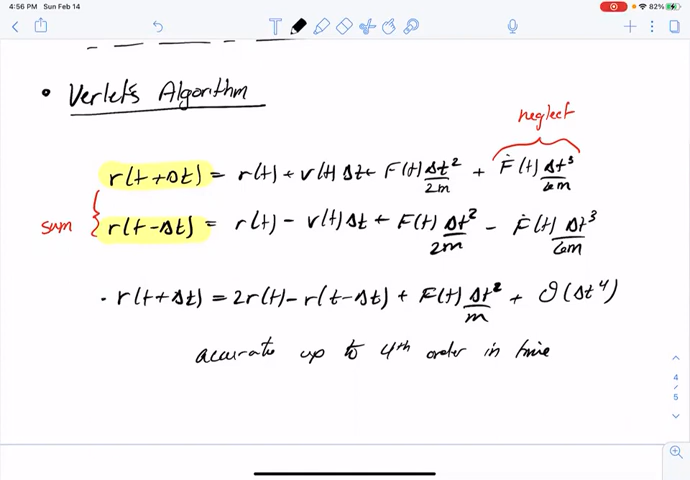 4:56 PM Sun Feb 14
82%
• Verlet's Algorithm
neglect
r(t+Δt) = r(t) + v(t)Δt + F(t) Δt²/2m + Ḟ(t) Δt³/6m
sum
r(t-Δt) = r(t) - v(t)Δt + F(t) Δt²/2m - Ḟ(t) Δt³/6m
· r(t+Δt) = 2r(t) - r(t-Δt) + F(t) Δt²/m + O(Δt⁴)
accurate up to 4th order in time
4
/
5